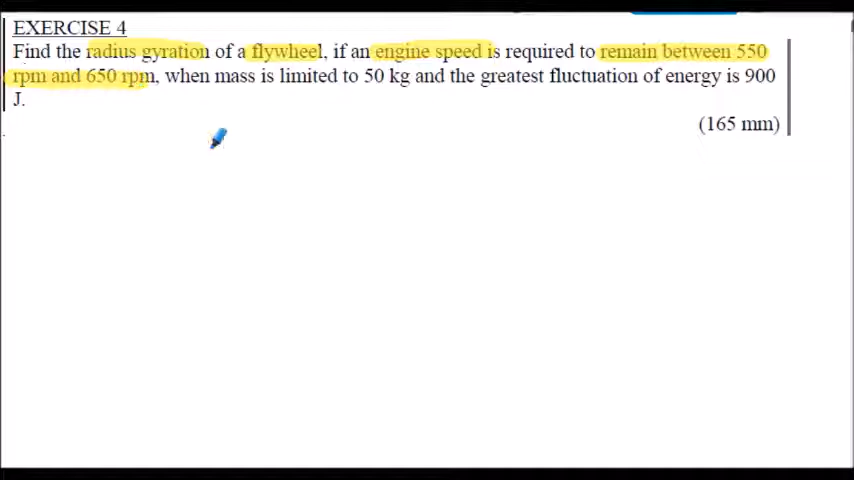 EXERCISE 4
Find the radius gyration of a flywheel, if an engine speed is required to remain between 550
rpm and 650 rpm, when mass is limited to 50 kg and the greatest fluctuation of energy is 900
J.
(165 mm)